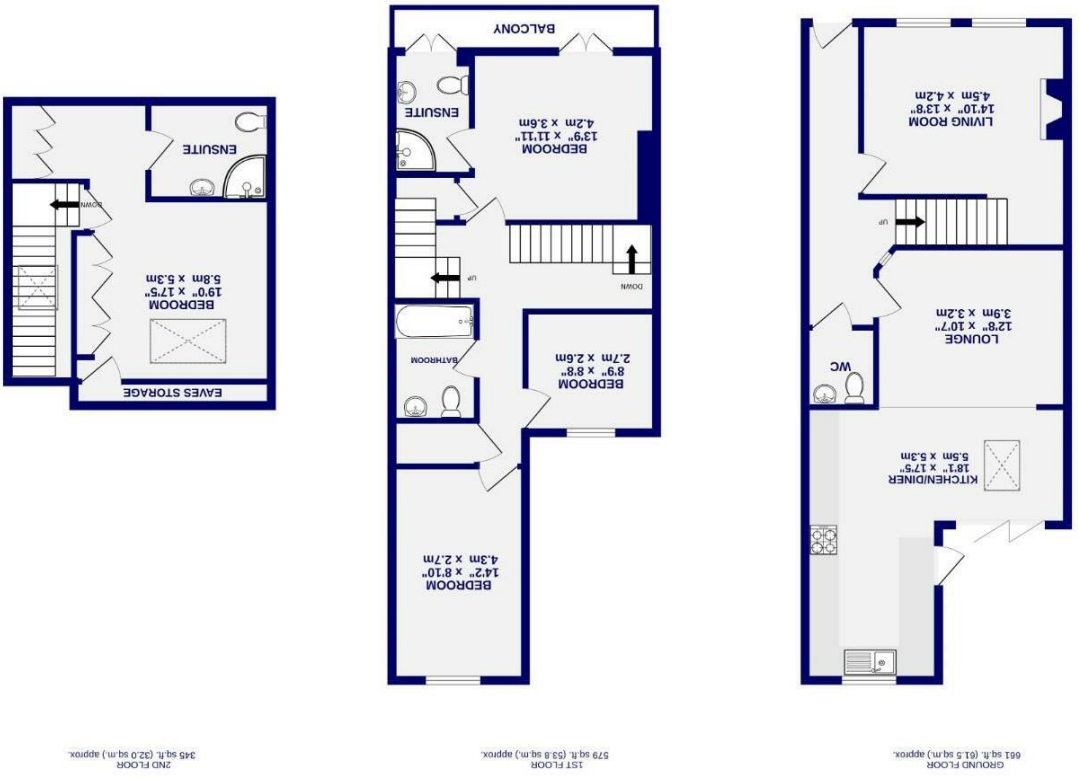 GROUND FLOOR
661 sq.ft. (61.5 sq.m.) approx.
KITCHEN/DINER
18'1" x 17'5"
5.5m x 5.3m
WC
LOUNGE
12'8" x 10'7"
3.9m x 3.2m
UP
LIVING ROOM
14'10" x 13'8"
4.5m x 4.2m
1ST FLOOR
579 sq.ft. (53.8 sq.m.) approx.
BEDROOM
14'2" x 8'10"
4.3m x 2.7m
BEDROOM
8'9" x 8'8"
2.7m x 2.6m
BATHROOM
DOWN
UP
BEDROOM
13'9" x 11'11"
4.2m x 3.6m
ENSUITE
BALCONY
2ND FLOOR
345 sq.ft. (32.0 sq.m.) approx.
EAVES STORAGE
BEDROOM
19'0" x 17'5"
5.8m x 5.3m
DOWN
ENSUITE